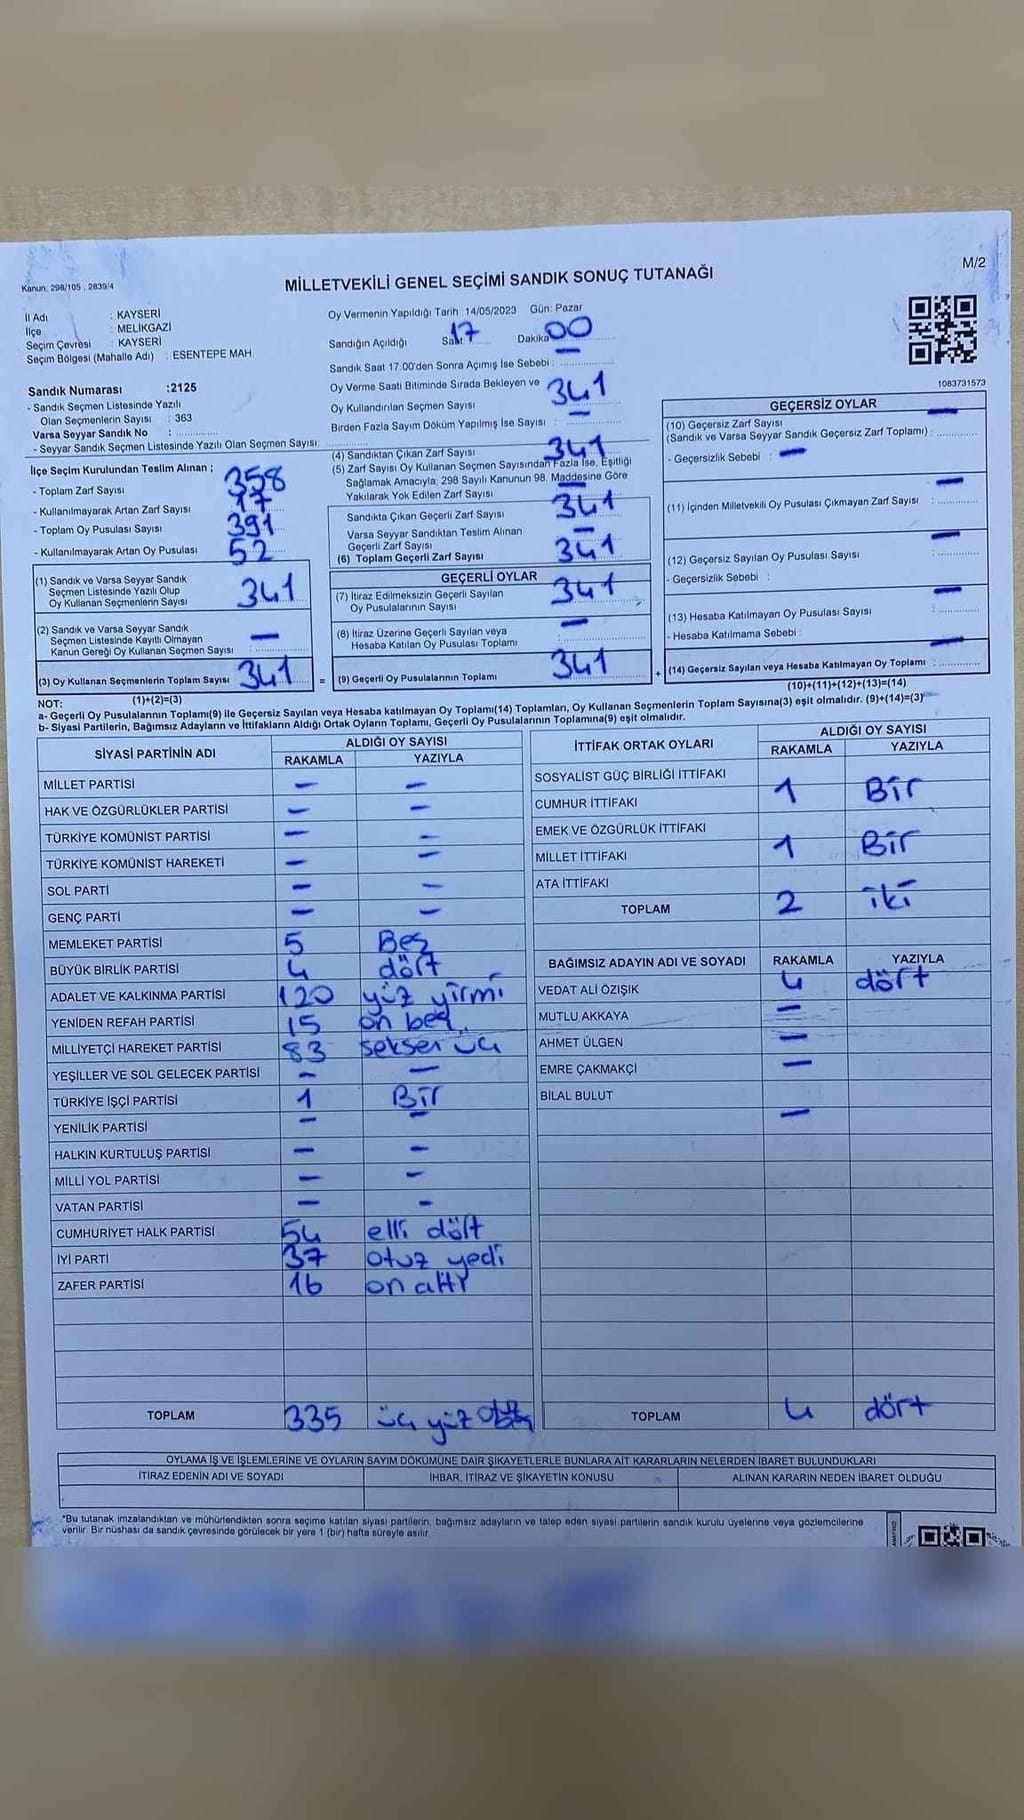 M/2
Kanun: 298/105 , 2839/4
MİLLETVEKİLİ GENEL SEÇİMİ SANDIK SONUÇ TUTANAĞI
1083731573
İl Adı : KAYSERİ
İlçe : MELİKGAZİ
Seçim Çevresi : KAYSERİ
Seçim Bölgesi (Mahalle Adı) : ESENTEPE MAH.
Sandık Numarası :2125
- Sandık Seçmen Listesinde Yazılı
Olan Seçmenlerin Sayısı : 363
Varsa Seyyar Sandık No :
- Seyyar Sandık Seçmen Listesinde Yazılı Olan Seçmen Sayısı:
İlçe Seçim Kurulundan Teslim Alınan ;
- Toplam Zarf Sayısı 358
- Kullanılmayarak Artan Zarf Sayısı 17
- Toplam Oy Pusulası Sayısı 391
- Kullanılmayarak Artan Oy Pusulası 52
(1) Sandık ve Varsa Seyyar Sandık
Seçmen Listesinde Yazılı Olup
Oy Kullanan Seçmenlerin Sayısı 341
(2) Sandık ve Varsa Seyyar Sandık
Seçmen Listesinde Kayıtlı Olmayan
Kanun Gereği Oy Kullanan Seçmen Sayısı : —
(3) Oy Kullanan Seçmenlerin Toplam Sayısı 341
(1)+(2)=(3)
Oy Vermenin Yapıldığı Tarih :14/05/2023 Gün: Pazar
Sandığın Açıldığı Saat 17 Dakika 00
Sandık Saat 17.00'den Sonra Açımış İse Sebebi : —
Oy Verme Saati Bitiminde Sırada Bekleyen ve
Oy Kullandırılan Seçmen Sayısı 341
Birden Fazla Sayım Döküm Yapılmış İse Sayısı : —
(4) Sandıktan Çıkan Zarf Sayısı 341
(5) Zarf Sayısı Oy Kullanan Seçmen Sayısından Fazla İse, Eşitliği
Sağlamak Amacıyla; 298 Sayılı Kanunun 98. Maddesine Göre
Yakılarak Yok Edilen Zarf Sayısı —
Sandıkta Çıkan Geçerli Zarf Sayısı 341
Varsa Seyyar Sandıktan Teslim Alınan
Geçerli Zarf Sayısı —
(6) Toplam Geçerli Zarf Sayısı 341
GEÇERLİ OYLAR
(7) İtiraz Edilmeksizin Geçerli Sayılan
Oy Pusulalarının Sayısı 341
(8) İtiraz Üzerine Geçerli Sayılan veya
Hesaba Katılan Oy Pusulası Toplamı —
= (9) Geçerli Oy Pusulalarının Toplamı 341
GEÇERSİZ OYLAR
(10) Geçersiz Zarf Sayısı —
(Sandık ve Varsa Seyyar Sandık Geçersiz Zarf Toplamı) :
- Geçersizlik Sebebi : —
(11) İçinden Milletvekili Oy Pusulası Çıkmayan Zarf Sayısı —
(12) Geçersiz Sayılan Oy Pusulası Sayısı : —
- Geçersizlik Sebebi :
(13) Hesaba Katılmayan Oy Pusulası Sayısı : —
- Hesaba Katılmama Sebebi :
+ (14) Geçersiz Sayılan veya Hesaba Katılmayan Oy Toplamı : —
(10)+(11)+(12)+(13)=(14)
NOT:
a- Geçerli Oy Pusulalarının Toplamı(9) ile Geçersiz Sayılan veya Hesaba katılmayan Oy Toplamı(14) Toplamları, Oy Kullanan Seçmenlerin Toplam Sayısına(3) eşit olmalıdır. (9)+(14)=(3)
b- Siyasi Partilerin, Bağımsız Adayların ve İttifakların Aldığı Ortak Oyların Toplamı, Geçerli Oy Pusulalarının Toplamına(9) eşit olmalıdır.
SİYASİ PARTİNİN ADI ALDIĞI OY SAYISI
RAKAMLA YAZIYLA
MİLLET PARTİSİ — —
HAK VE ÖZGÜRLÜKLER PARTİSİ — —
TÜRKİYE KOMÜNİST PARTİSİ — —
TÜRKİYE KOMÜNİST HAREKETİ — —
SOL PARTİ — —
GENÇ PARTİ — —
MEMLEKET PARTİSİ 5 Beş
BÜYÜK BİRLİK PARTİSİ 4 dört
ADALET VE KALKINMA PARTİSİ 120 yüz yirmi
YENİDEN REFAH PARTİSİ 15 on beş
MİLLİYETÇİ HAREKET PARTİSİ 83 seksen üç
YEŞİLLER VE SOL GELECEK PARTİSİ — —
TÜRKİYE İŞÇİ PARTİSİ 1 Bir
YENİLİK PARTİSİ — —
HALKIN KURTULUŞ PARTİSİ — —
MİLLİ YOL PARTİSİ — —
VATAN PARTİSİ — —
CUMHURİYET HALK PARTİSİ 54 elli dört
İYİ PARTİ 37 otuz yedi
ZAFER PARTİSİ 16 on altı
TOPLAM 335 üç yüz
İTTİFAK ORTAK OYLARI ALDIĞI OY SAYISI
RAKAMLA YAZIYLA
SOSYALİST GÜÇ BİRLİĞİ İTTİFAKI
CUMHUR İTTİFAKI 1 Bir
EMEK VE ÖZGÜRLÜK İTTİFAKI
MİLLET İTTİFAKI 1 Bir
ATA İTTİFAKI
TOPLAM 2 iki
BAĞIMSIZ ADAYIN ADI VE SOYADI RAKAMLA YAZIYLA
VEDAT ALİ ÖZIŞIK 4 dört
MUTLU AKKAYA —
AHMET ÜLGEN —
EMRE ÇAKMAKÇİ —
BİLAL BULUT —
TOPLAM 4 dört
OYLAMA İŞ VE İŞLEMLERİNE VE OYLARIN SAYIM DÖKÜMÜNE DAİR ŞİKAYETLERLE BUNLARA AİT KARARLARIN NELERDEN İBARET BULUNDUKLARI
İTİRAZ EDENİN ADI VE SOYADI İHBAR, İTİRAZ VE ŞİKAYETİN KONUSU ALINAN KARARIN NEDEN İBARET OLDUĞU
*Bu tutanak imzalandıktan ve mühürlendikten sonra seçime katılan siyasi partilerin, bağımsız adayların ve talep eden siyasi partilerin sandık kurulu üyelerine veya gözlemcilerine
verilir. Bir nüshası da sandık çevresinde görülecek bir yere 1 (bir) hafta süreyle asılır.